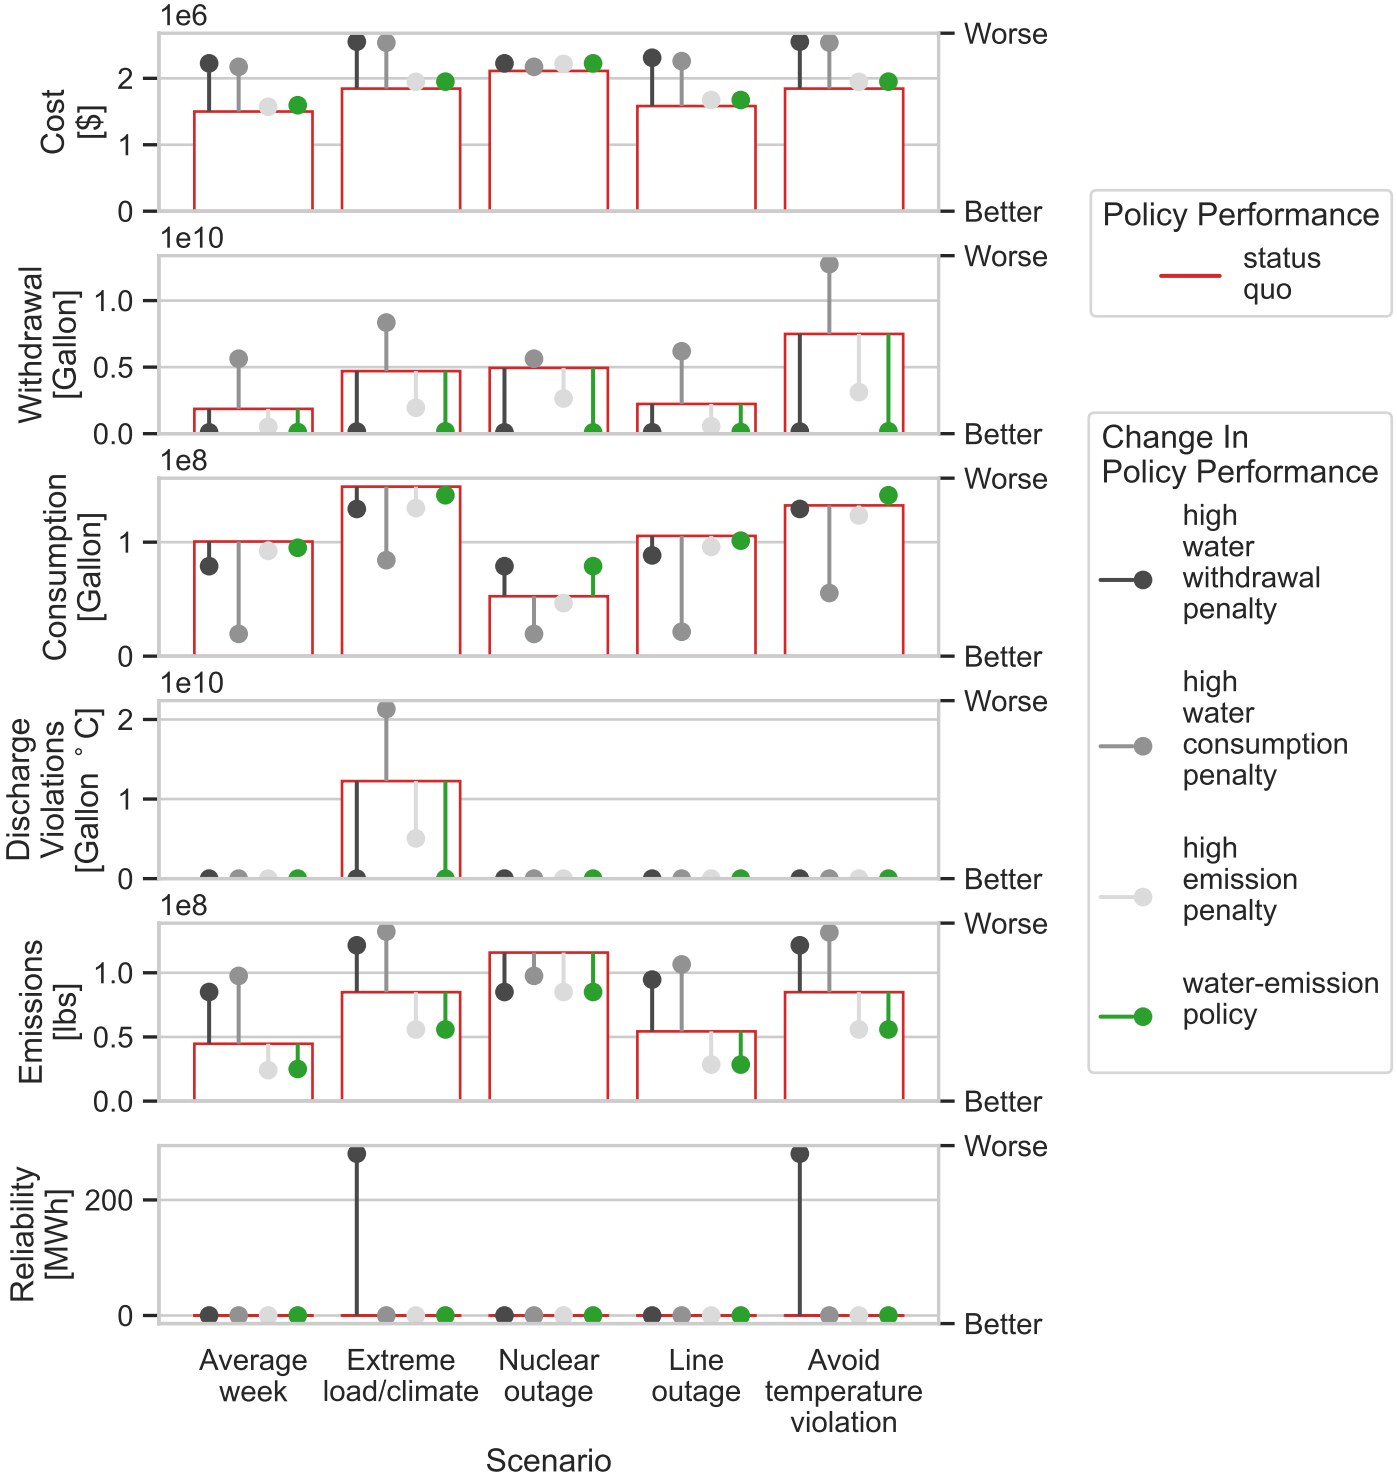 1e6
Worse
2
1
0
Cost
[$]
Better
1e10
Worse
1.0
0.5
0.0
Withdrawal
[Gallon]
Better
1e8
Worse
1
0
Consumption
[Gallon]
Better
1e10
Worse
2
1
0
Discharge
Violations
[Gallon °C]
Better
1e8
Worse
1.0
0.5
0.0
Emissions
[lbs]
Better
Worse
200
0
Reliability
[MWh]
Better
Average
week
Extreme
load/climate
Nuclear
outage
Line
outage
Avoid
temperature
violation
Scenario
Policy Performance
status
quo
Change In
Policy Performance
high
water
withdrawal
penalty
high
water
consumption
penalty
high
emission
penalty
water-emission
policy